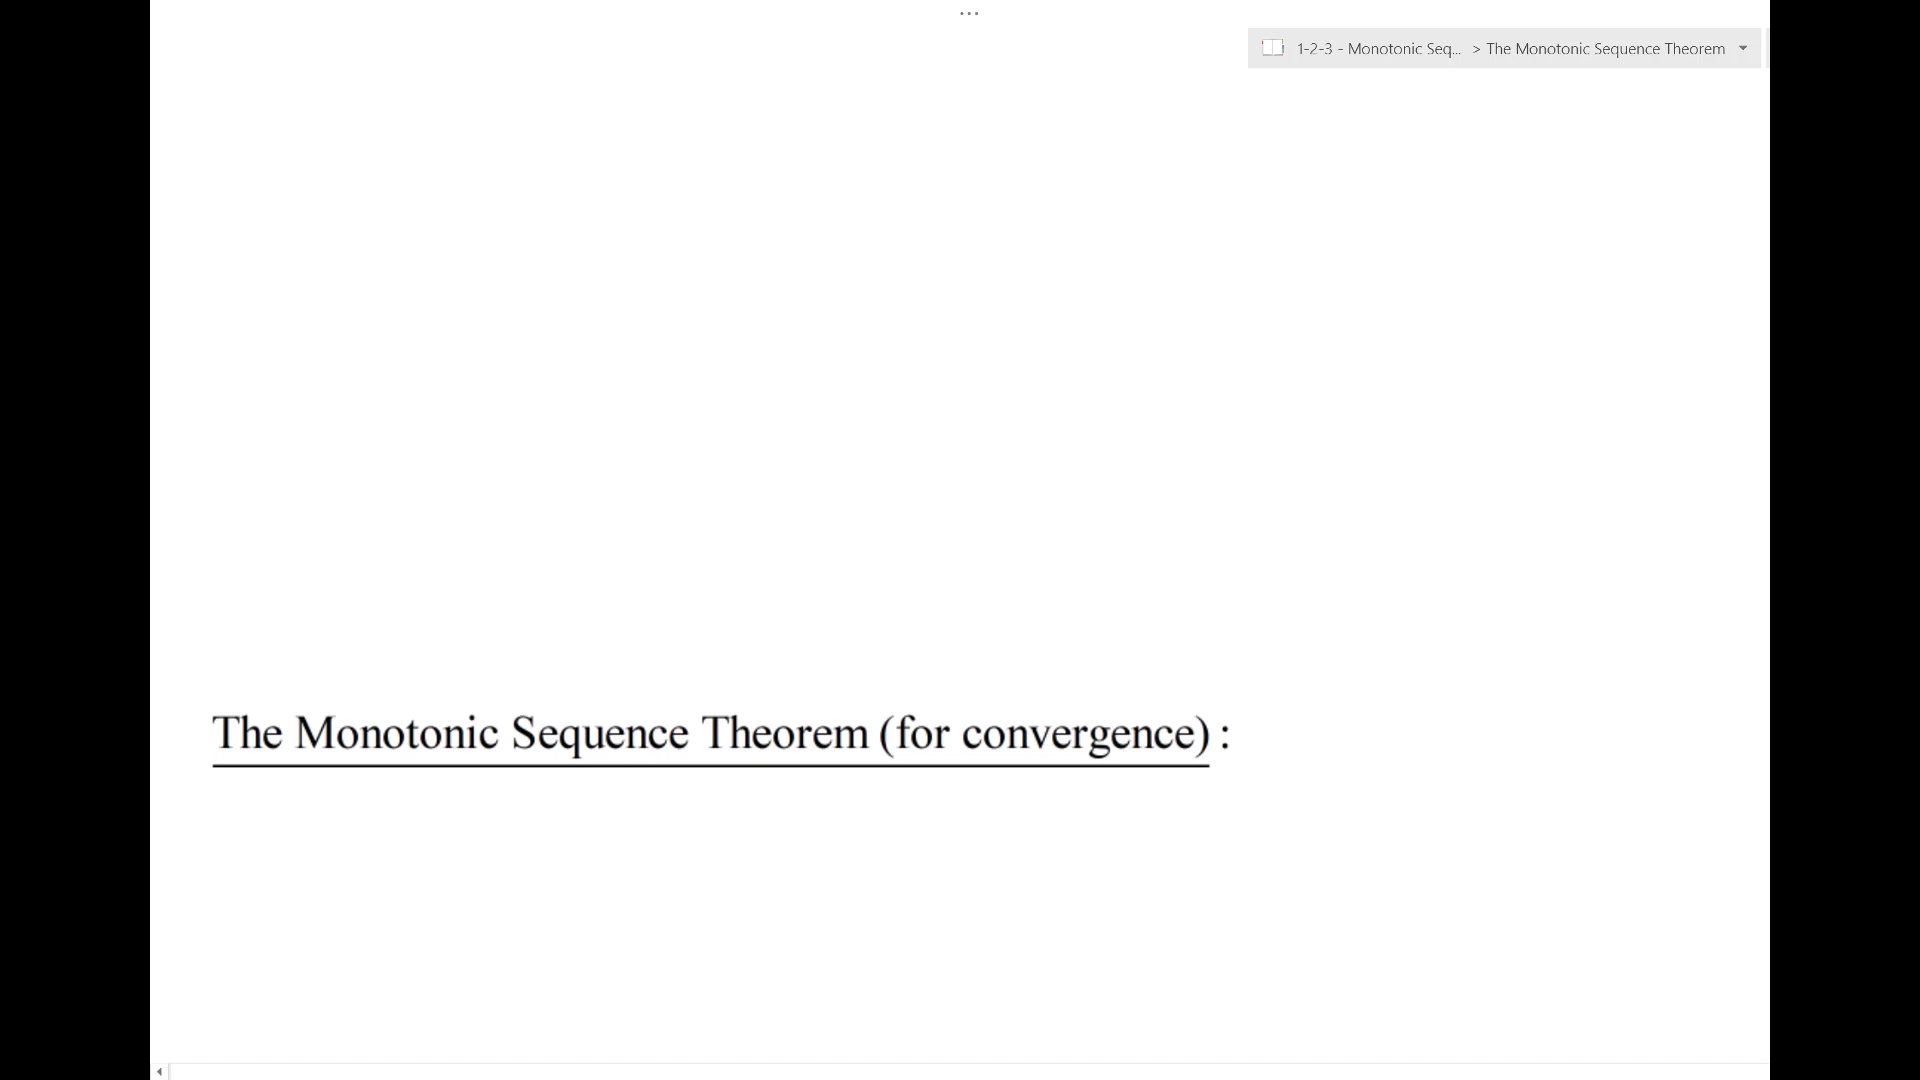 ...
1-2-3 - Monotonic Seq... > The Monotonic Sequence Theorem
The Monotonic Sequence Theorem (for convergence) :